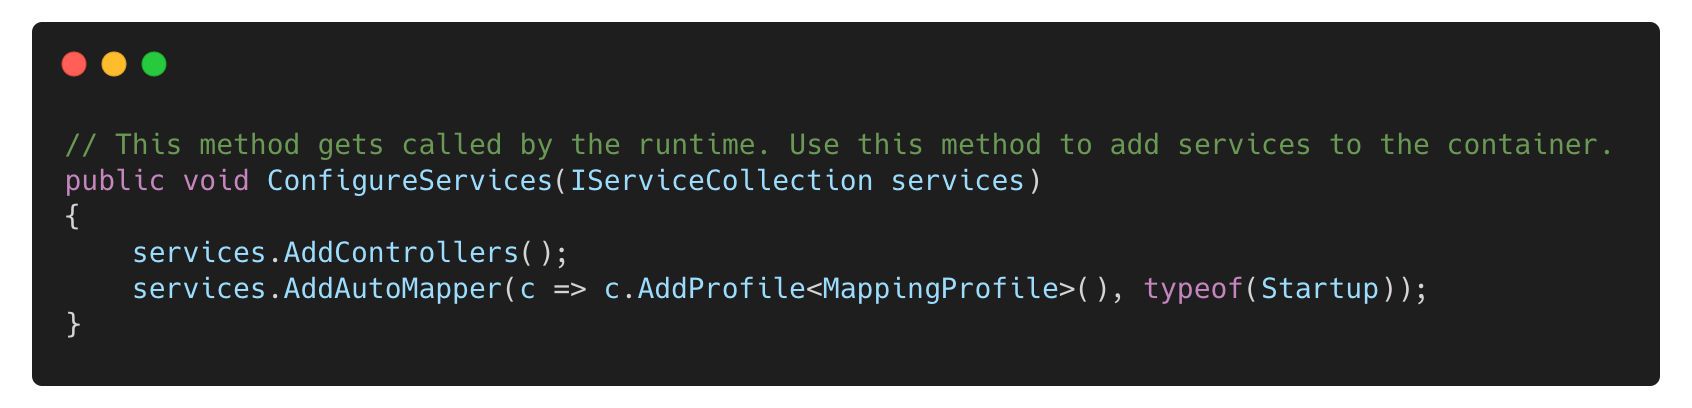 // This method gets called by the runtime. Use this method to add services to the container.
public void ConfigureServices(IServiceCollection services)
{
    services.AddControllers();
    services.AddAutoMapper(c => c.AddProfile<MappingProfile>(), typeof(Startup));
}